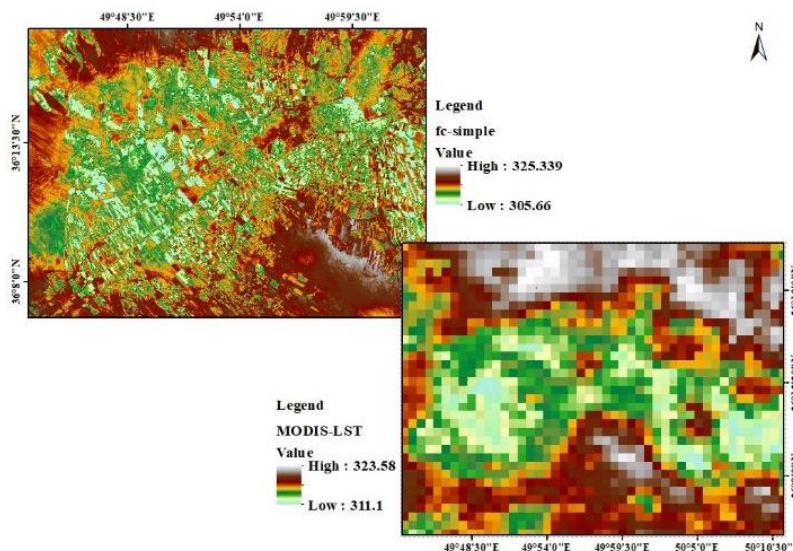 49°48'30"E 49°54'0"E 49°59'30"E
N
36°13'30"N
36°8'0"N
Legend
fc-simple
Value
High : 325.339
Low : 305.66
Legend
MODIS-LST
Value
High : 323.58
Low : 311.1
49°48'30"E 49°54'0"E 49°59'30"E 50°5'0"E 50°10'30"E